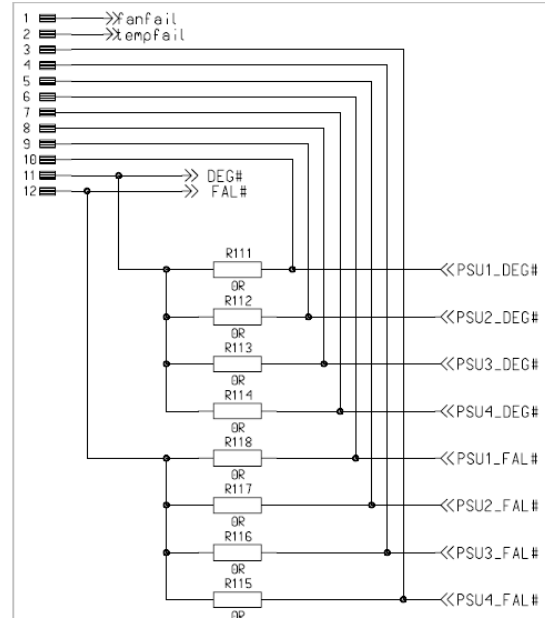 1 fanfail
2 tempfail
3
4
5
6
7
8
9
10
11 DEG#
12 FAL#
R111
0R PSU1_DEG#
R112
0R PSU2_DEG#
R113
0R PSU3_DEG#
R114
0R PSU4_DEG#
R118
0R PSU1_FAL#
R117
0R PSU2_FAL#
R116
0R PSU3_FAL#
R115
0R PSU4_FAL#